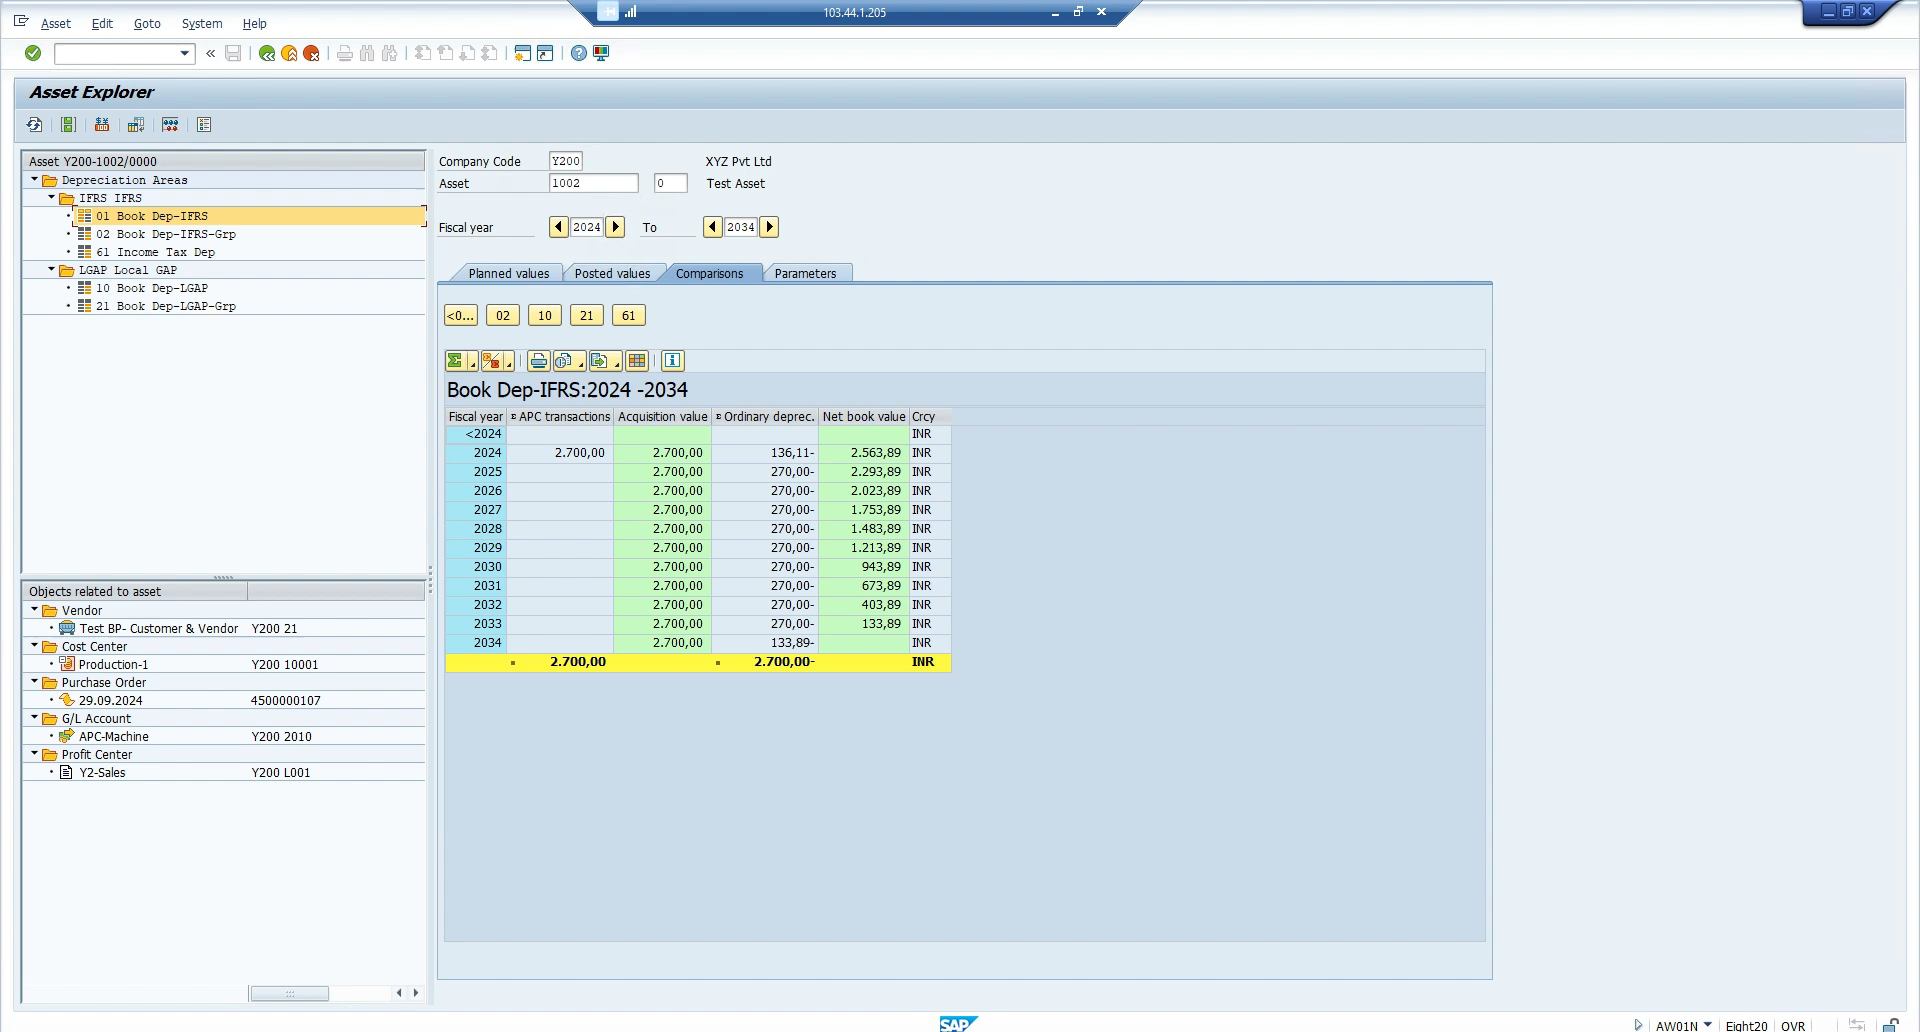 103.44.1.205
Asset Edit Goto System Help
Asset Explorer
Asset Y200-1002/0000
Depreciation Areas
IFRS IFRS
01 Book Dep-IFRS
02 Book Dep-IFRS-Grp
61 Income Tax Dep
LGAP Local GAP
10 Book Dep-LGAP
21 Book Dep-LGAP-Grp
Objects related to asset
Vendor
Test BP- Customer & Vendor Y200 21
Cost Center
Production-1 Y200 10001
Purchase Order
29.09.2024 4500000107
G/L Account
APC-Machine Y200 2010
Profit Center
Y2-Sales Y200 L001
Company Code Y200 XYZ Pvt Ltd
Asset 1002 0 Test Asset
Fiscal year 2024 To 2034
Planned values Posted values Comparisons Parameters
<0... 02 10 21 61
Book Dep-IFRS:2024 -2034
Fiscal year APC transactions Acquisition value Ordinary deprec. Net book value Crcy
<2024 INR
2024 2.700,00 2.700,00 136,11- 2.563,89 INR
2025 2.700,00 270,00- 2.293,89 INR
2026 2.700,00 270,00- 2.023,89 INR
2027 2.700,00 270,00- 1.753,89 INR
2028 2.700,00 270,00- 1.483,89 INR
2029 2.700,00 270,00- 1.213,89 INR
2030 2.700,00 270,00- 943,89 INR
2031 2.700,00 270,00- 673,89 INR
2032 2.700,00 270,00- 403,89 INR
2033 2.700,00 270,00- 133,89 INR
2034 2.700,00 133,89- INR
2.700,00 2.700,00- INR
SAP
AW01N Eight20 OVR